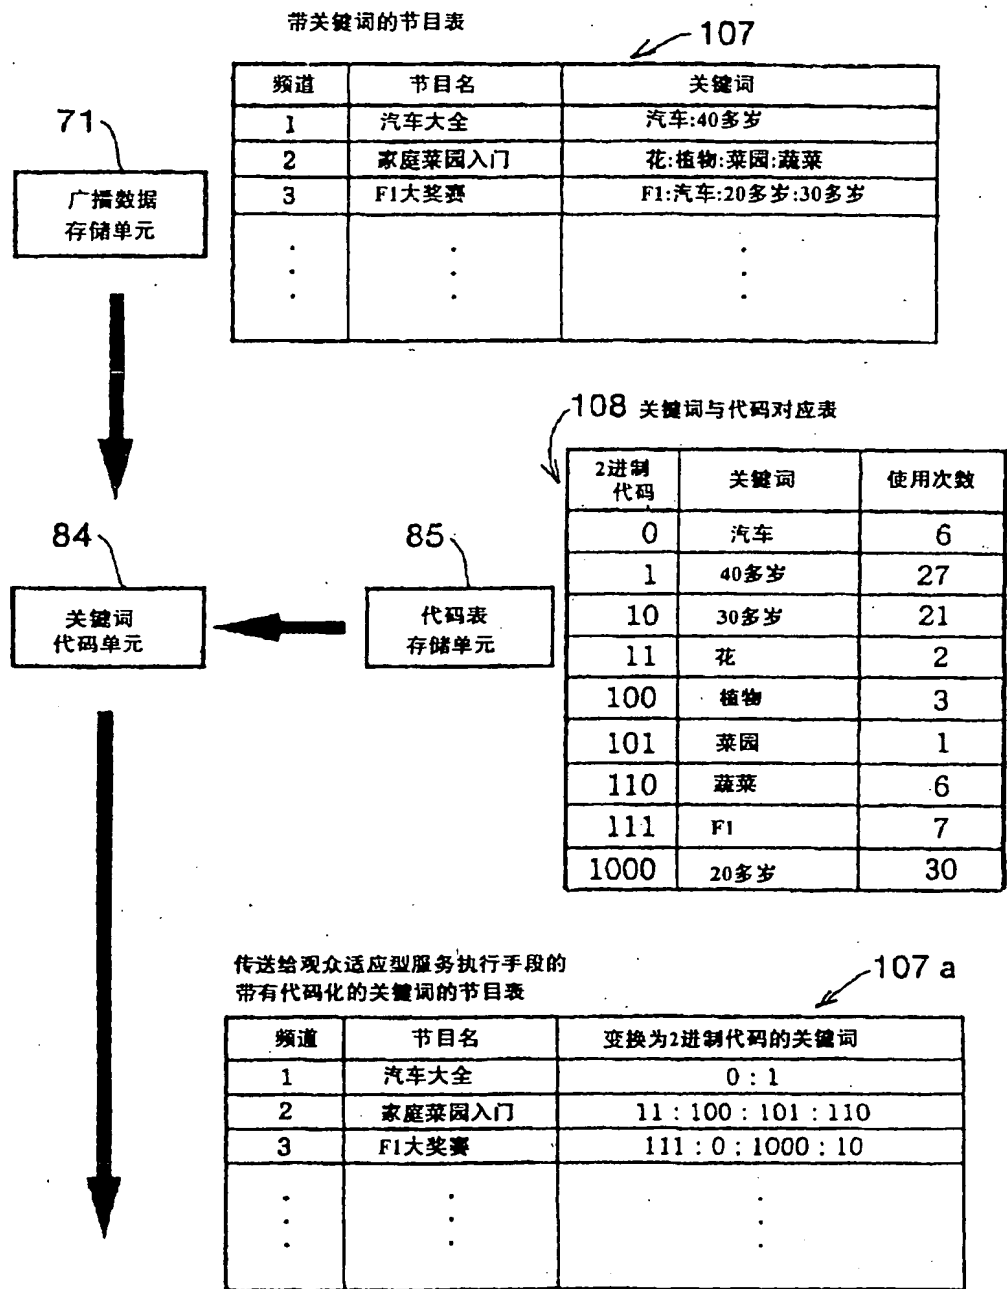 带关键词的节目表
107
频道 节目名 关键词
1 汽车大全 汽车:40多岁
2 家庭菜园入门 花:植物:菜园:蔬菜
3 F1大奖赛 F1:汽车:20多岁:30多岁
71
广播数据
存储单元
108 关键词与代码对应表
2进制
代码 关键词 使用次数
0 汽车 6
1 40多岁 27
10 30多岁 21
11 花 2
100 植物 3
101 菜园 1
110 蔬菜 6
111 F1 7
1000 20多岁 30
84
关键词
代码单元
85
代码表
存储单元
传送给观众适应型服务执行手段的
带有代码化的关键词的节目表
107 a
频道 节目名 变换为2进制代码的关键词
1 汽车大全 0 : 1
2 家庭菜园入门 11 : 100 : 101 : 110
3 F1大奖赛 111 : 0 : 1000 : 10